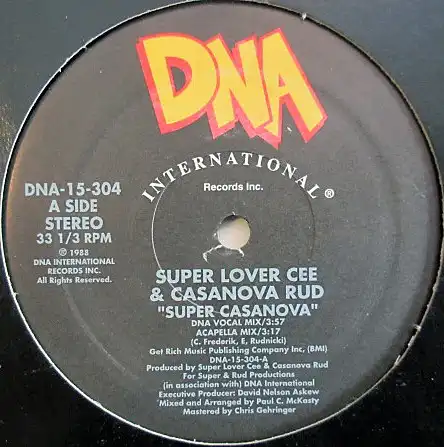 DNA
INTERNATIONAL®
Records Inc.
DNA-15-304
A SIDE
STEREO
33 1/3 RPM
℗ 1988
DNA INTERNATIONAL
RECORDS INC.
All Rights Reserved.
SUPER LOVER CEE
& CASANOVA RUD
"SUPER CASANOVA"
DNA VOCAL MIX/3:57
ACAPELLA MIX/3:17
(C. Frederik, E, Rudnicki)
Get Rich Music Publishing Company Inc, (BMI)
DNA-15-304-A
Produced by Super Lover Cee & Casanova Rud
For Super & Rud Productions
(in association with) DNA International
Executive Producer: David Nelson Askew
'Mixed and Arranged by Paul C. McKasty
Mastered by Chris Gehringer